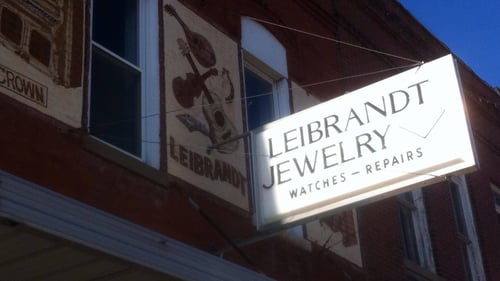 CROWN
LEIBRANDT
LEIBRANDT
JEWELRY
WATCHES – REPAIRS